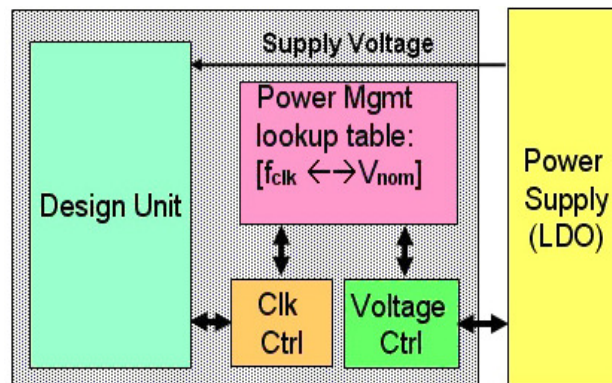 Supply Voltage
Power Mgmt
lookup table:
[fclk ←→Vnom]
Design Unit
Power
Supply
(LDO)
Clk
Ctrl
Voltage
Ctrl